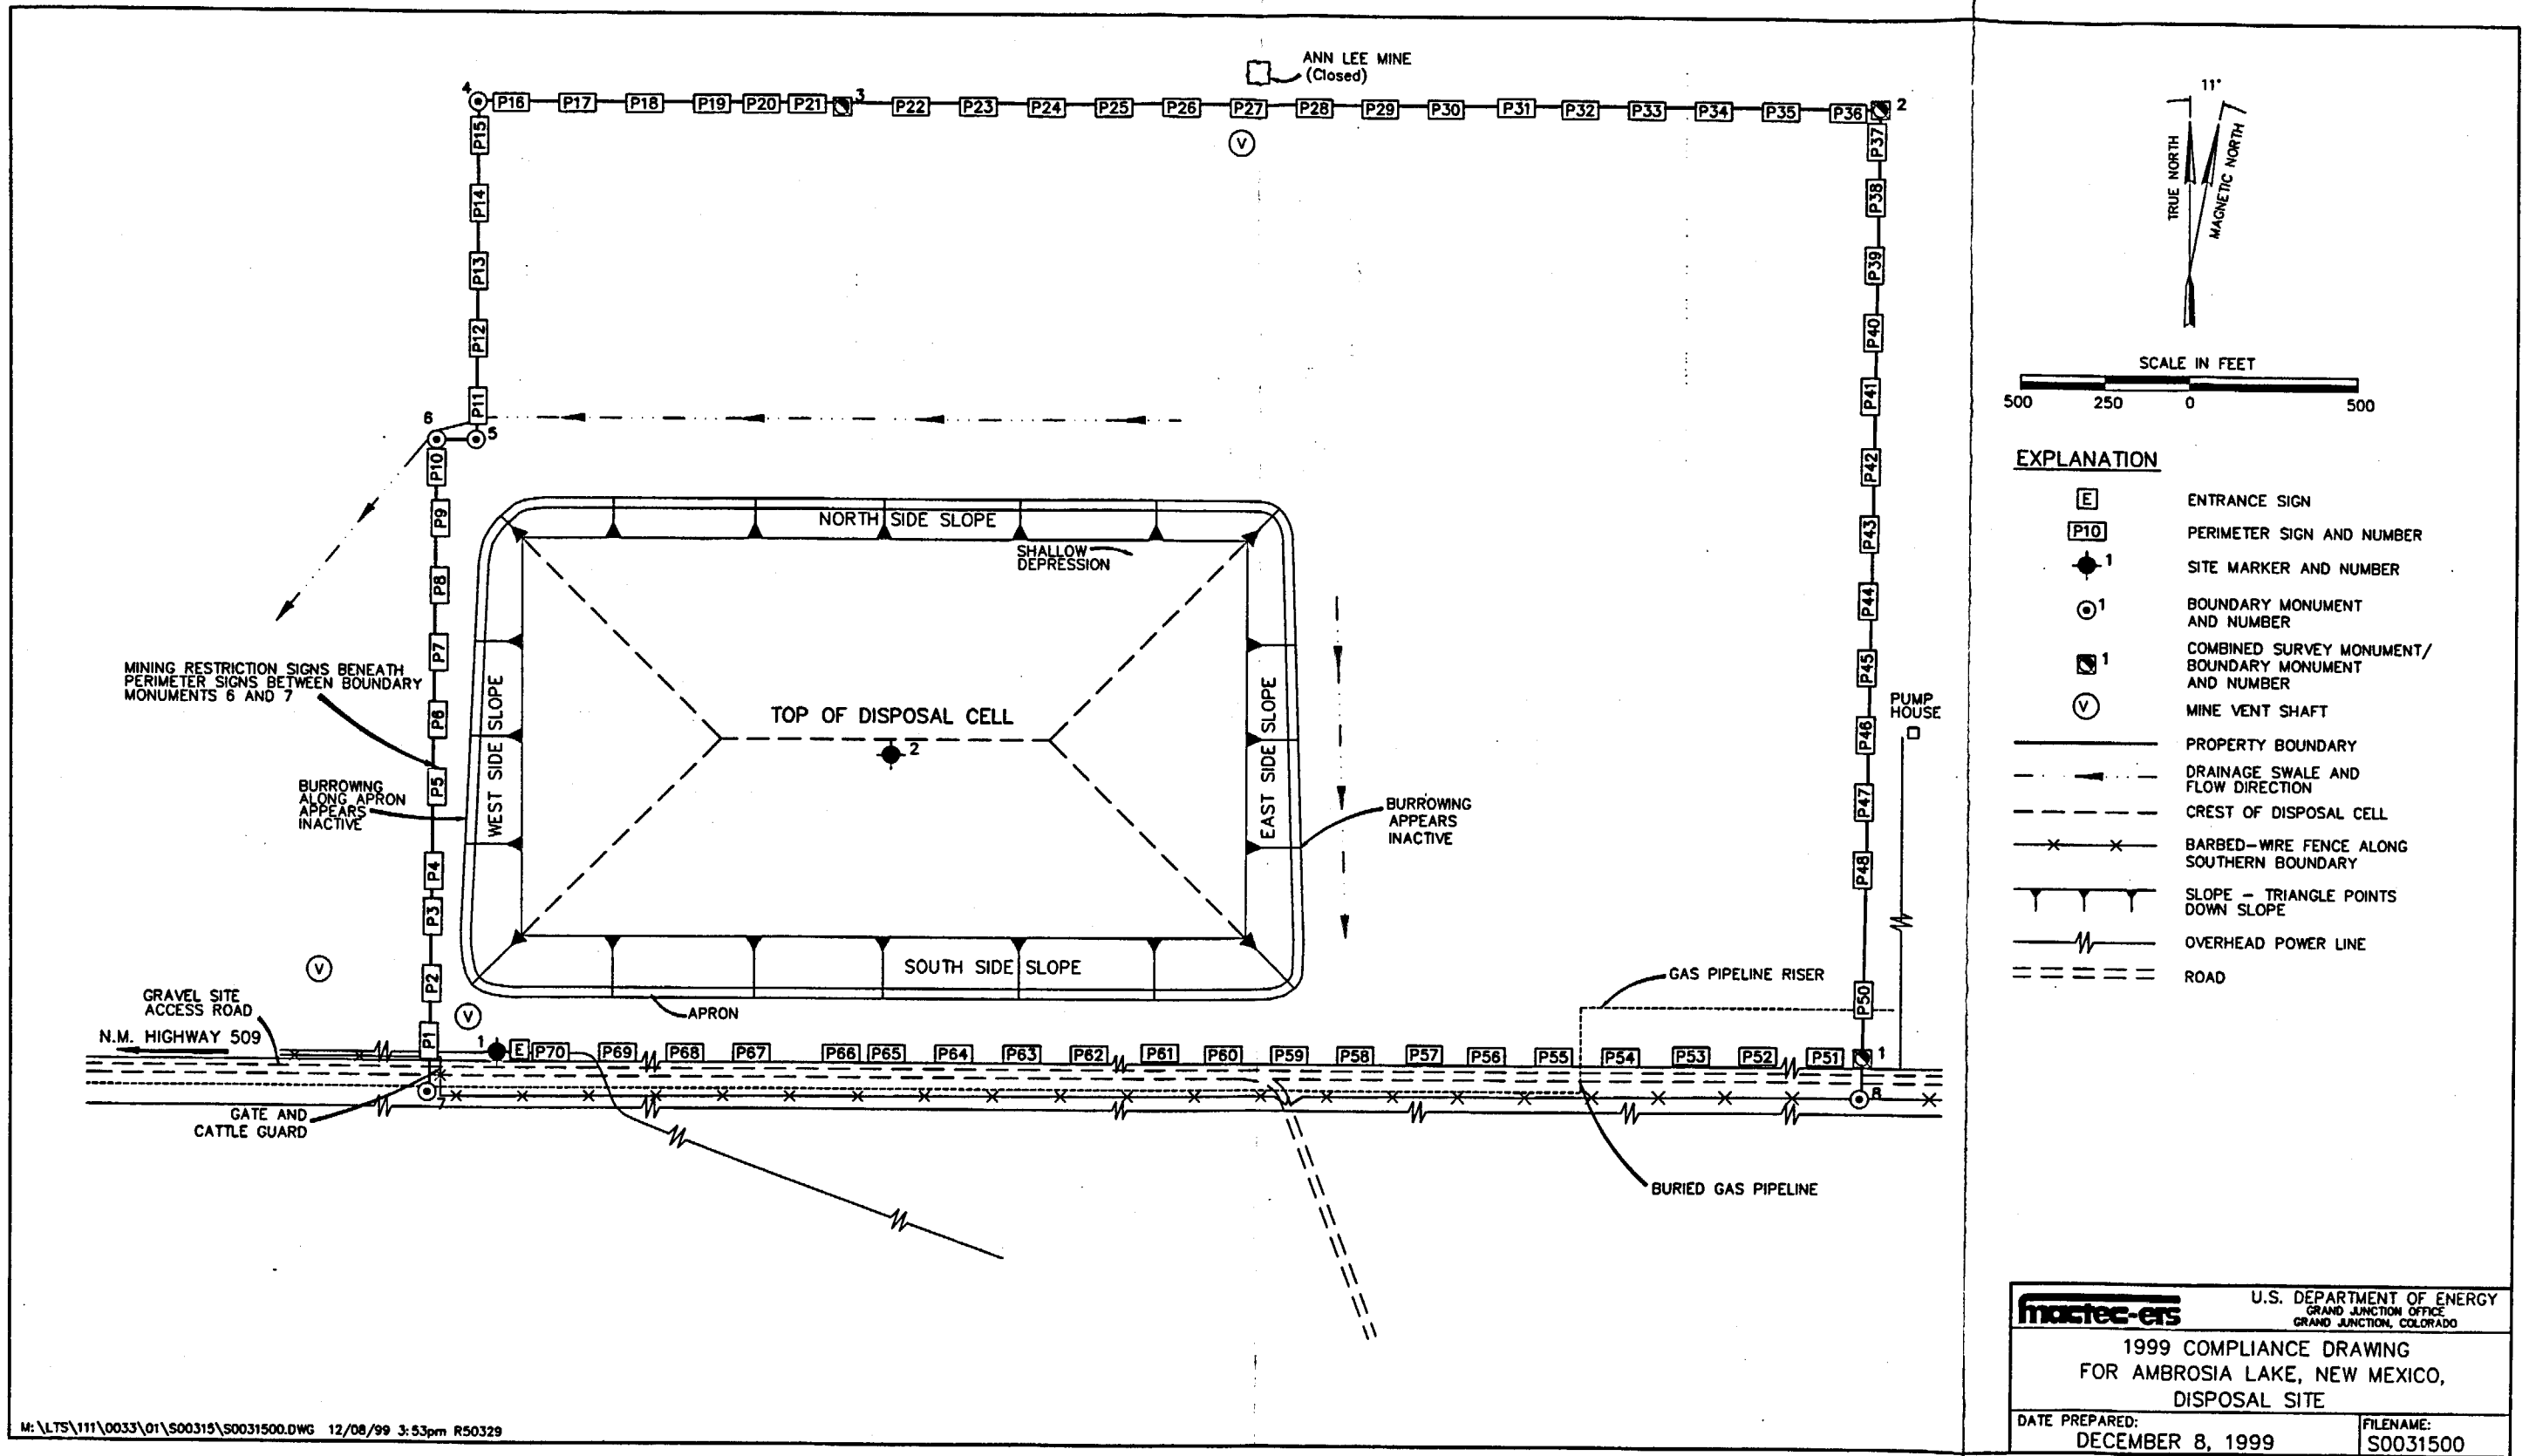 ANN LEE MINE
(Closed)
4
P16
P17
P18
P19
P20
P21
3
P22
P23
P24
P25
P26
P27
P28
P29
P30
P31
P32
P33
P34
P35
P36
2
V
P15
P14
P13
P12
P11
6
5
P10
P9
P8
P7
P6
P5
P4
P3
P2
P1
P37
P38
P39
P40
P41
P42
P43
P44
P45
P46
P47
P48
P50
NORTH SIDE SLOPE
SHALLOW
DEPRESSION
WEST SIDE SLOPE
TOP OF DISPOSAL CELL
2
EAST SIDE SLOPE
SOUTH SIDE SLOPE
APRON
MINING RESTRICTION SIGNS BENEATH
PERIMETER SIGNS BETWEEN BOUNDARY
MONUMENTS 6 AND 7
BURROWING
ALONG APRON
APPEARS
INACTIVE
BURROWING
APPEARS
INACTIVE
PUMP
HOUSE
GAS PIPELINE RISER
V
V
GRAVEL SITE
ACCESS ROAD
N.M. HIGHWAY 509
1
E
P70
P69
P68
P67
P66
P65
P64
P63
P62
P61
P60
P59
P58
P57
P56
P55
P54
P53
P52
P51
1
7
8
GATE AND
CATTLE GUARD
BURIED GAS PIPELINE
11°
TRUE NORTH
MAGNETIC NORTH
SCALE IN FEET
500 250 0 500
EXPLANATION
E ENTRANCE SIGN
P10 PERIMETER SIGN AND NUMBER
1 SITE MARKER AND NUMBER
1 BOUNDARY MONUMENT
AND NUMBER
1 COMBINED SURVEY MONUMENT/
BOUNDARY MONUMENT
AND NUMBER
V MINE VENT SHAFT
PROPERTY BOUNDARY
DRAINAGE SWALE AND
FLOW DIRECTION
CREST OF DISPOSAL CELL
BARBED-WIRE FENCE ALONG
SOUTHERN BOUNDARY
SLOPE – TRIANGLE POINTS
DOWN SLOPE
OVERHEAD POWER LINE
ROAD
mactec-ers
U.S. DEPARTMENT OF ENERGY
GRAND JUNCTION OFFICE
GRAND JUNCTION, COLORADO
1999 COMPLIANCE DRAWING
FOR AMBROSIA LAKE, NEW MEXICO,
DISPOSAL SITE
DATE PREPARED:
DECEMBER 8, 1999
FILENAME:
S0031500
M:\LTS\111\0033\01\S00315\S0031500.DWG 12/08/99 3:53pm R50329